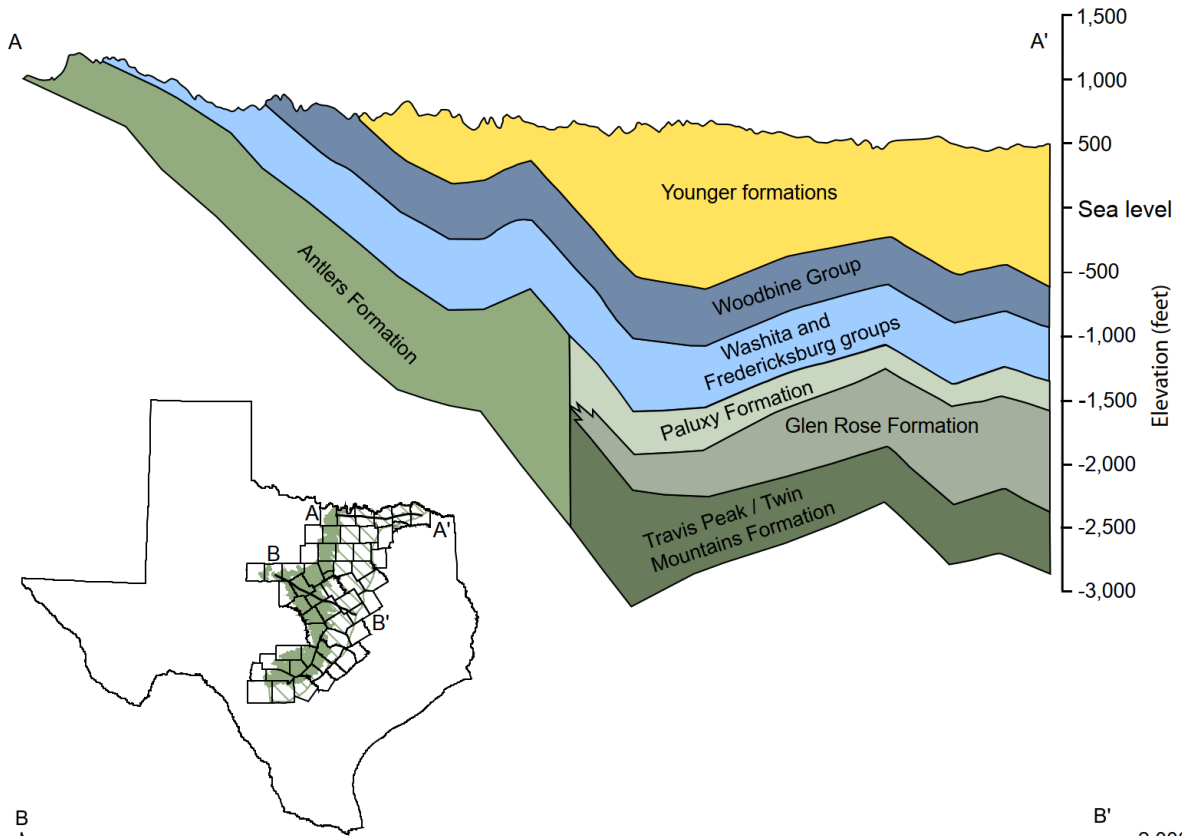 A
A'
1,500
1,000
500
Sea level
-500
-1,000
-1,500
-2,000
-2,500
-3,000
Elevation (feet)
Younger formations
Woodbine Group
Washita and
Fredericksburg groups
Paluxy Formation
Glen Rose Formation
Travis Peak / Twin
Mountains Formation
Antlers Formation
A
A'
B
B'
B
B'